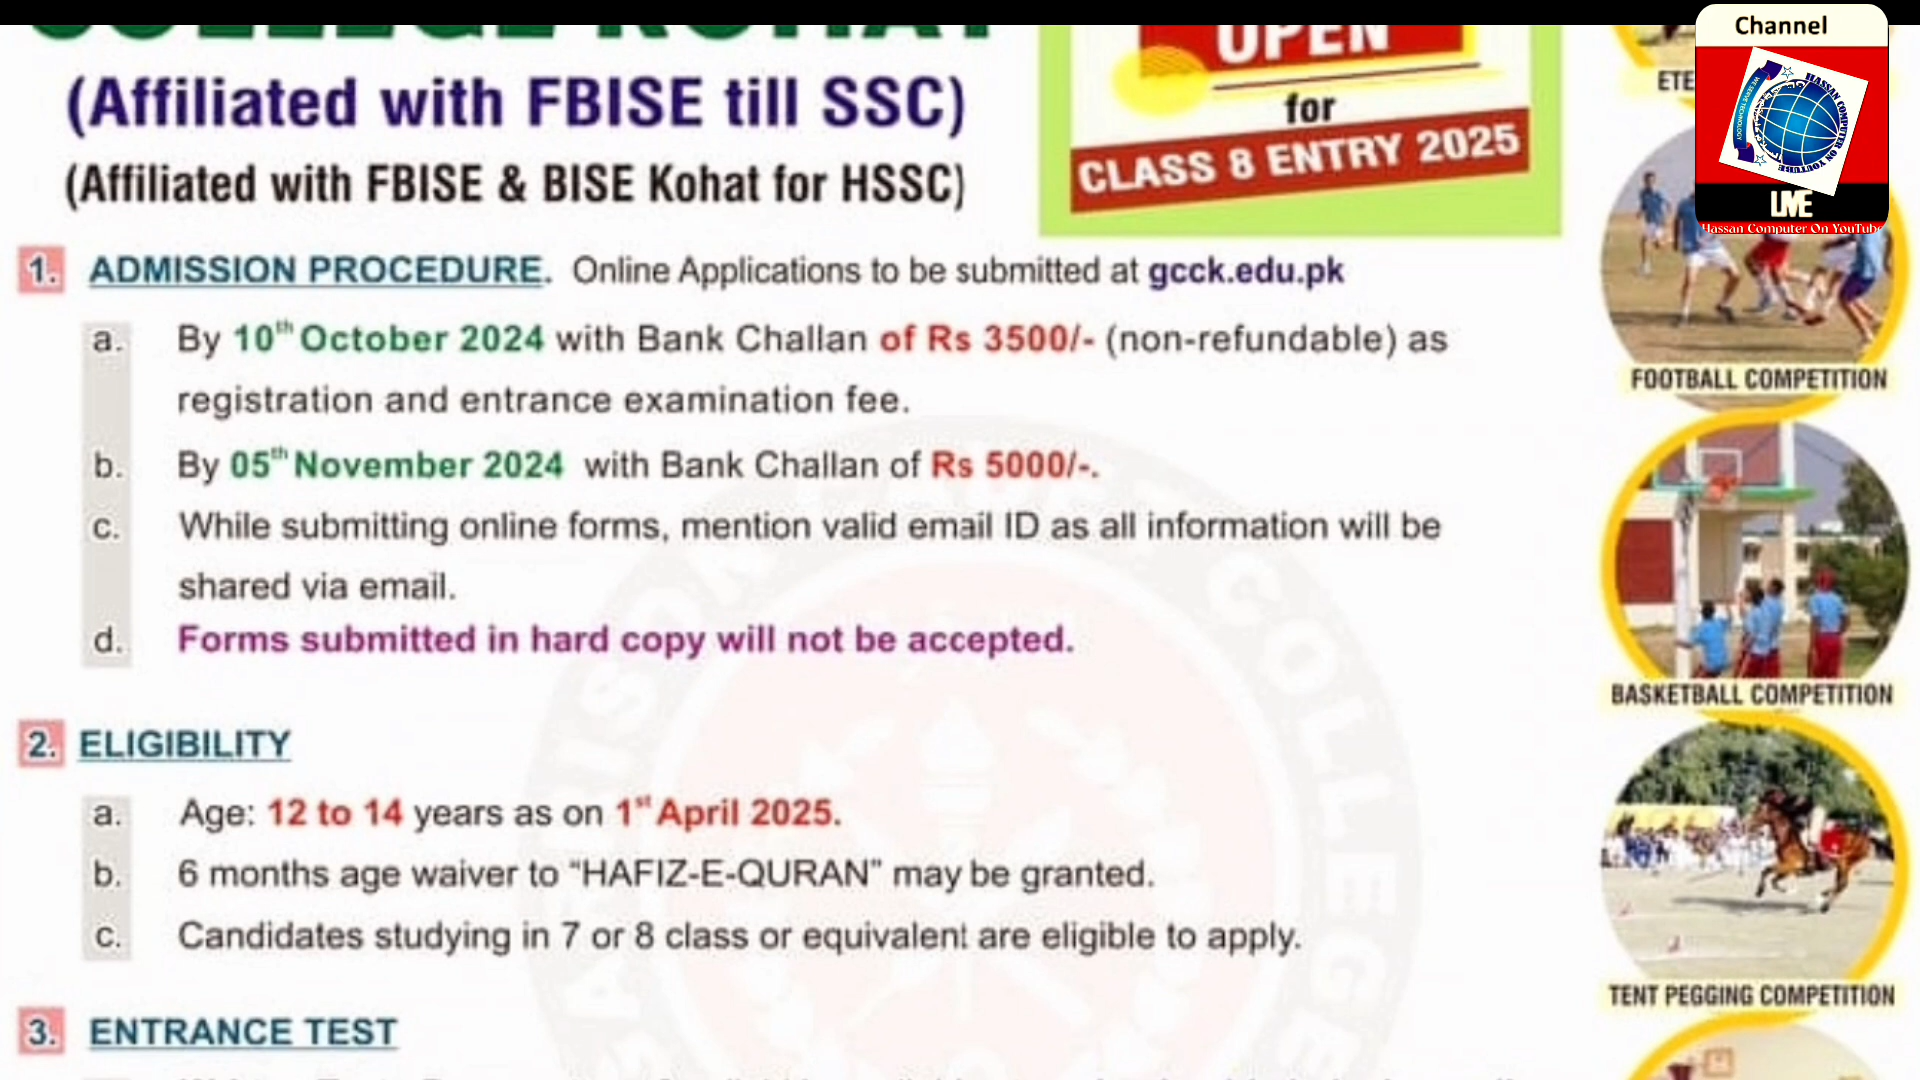 COLLEGE KOHAT
(Affiliated with FBISE till SSC)
(Affiliated with FBISE & BISE Kohat for HSSC)
OPEN
for
CLASS 8 ENTRY 2025
1. ADMISSION PROCEDURE. Online Applications to be submitted at gcck.edu.pk
a. By 10th October 2024 with Bank Challan of Rs 3500/- (non-refundable) as
registration and entrance examination fee.
b. By 05th November 2024 with Bank Challan of Rs 5000/-.
c. While submitting online forms, mention valid email ID as all information will be
shared via email.
d. Forms submitted in hard copy will not be accepted.
2. ELIGIBILITY
a. Age: 12 to 14 years as on 1st April 2025.
b. 6 months age waiver to “HAFIZ-E-QURAN” may be granted.
c. Candidates studying in 7 or 8 class or equivalent are eligible to apply.
3. ENTRANCE TEST
FOOTBALL COMPETITION
BASKETBALL COMPETITION
TENT PEGGING COMPETITION
Channel
HASSAN COMPUTER ON YOUTUBE
LIVE
Hassan Computer On YouTube